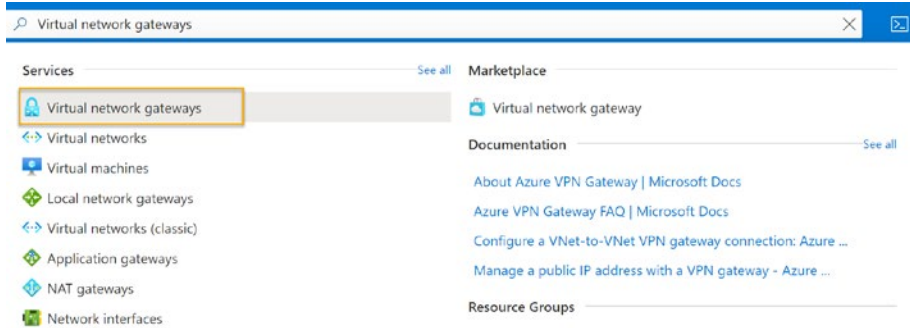 Virtual network gateways
Services See all
Virtual network gateways
Virtual networks
Virtual machines
Local network gateways
Virtual networks (classic)
Application gateways
NAT gateways
Network interfaces
Marketplace
Virtual network gateway
Documentation See all
About Azure VPN Gateway | Microsoft Docs
Azure VPN Gateway FAQ | Microsoft Docs
Configure a VNet-to-VNet VPN gateway connection: Azure ...
Manage a public IP address with a VPN gateway - Azure ...
Resource Groups